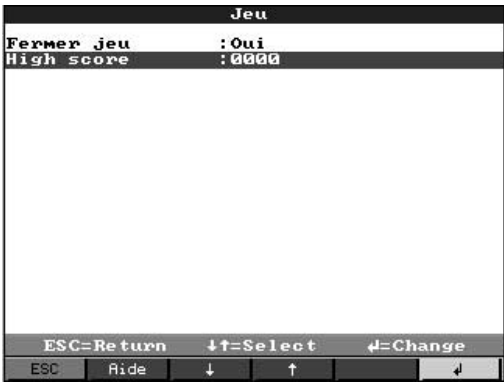 Jeu
Fermer jeu :Oui
High score :0000
ESC=Return ↓↑=Select ↲=Change
ESC Aide ↓ ↑ ↲